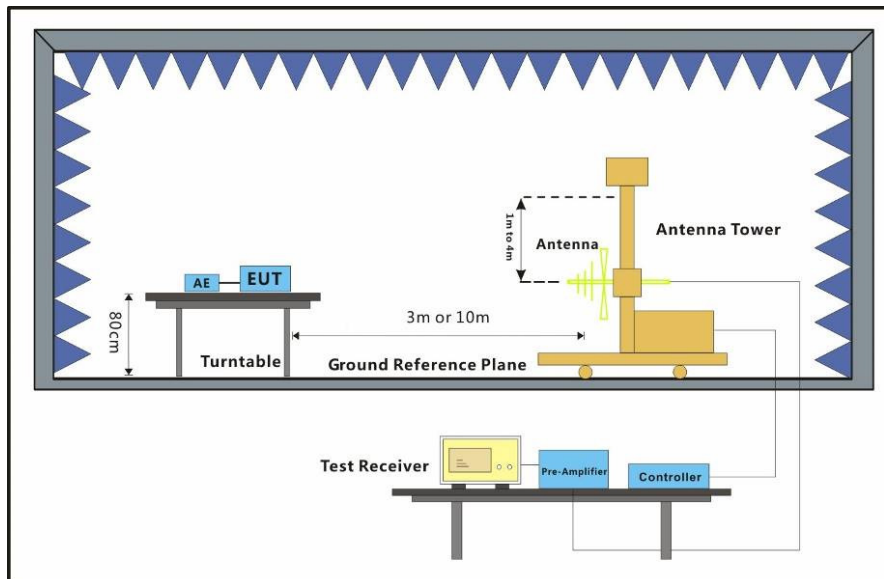 1m to 4m
Antenna
Antenna Tower
AE
EUT
80cm
3m or 10m
Turntable
Ground Reference Plane
Test Receiver
Pre-Amplifier
Controller